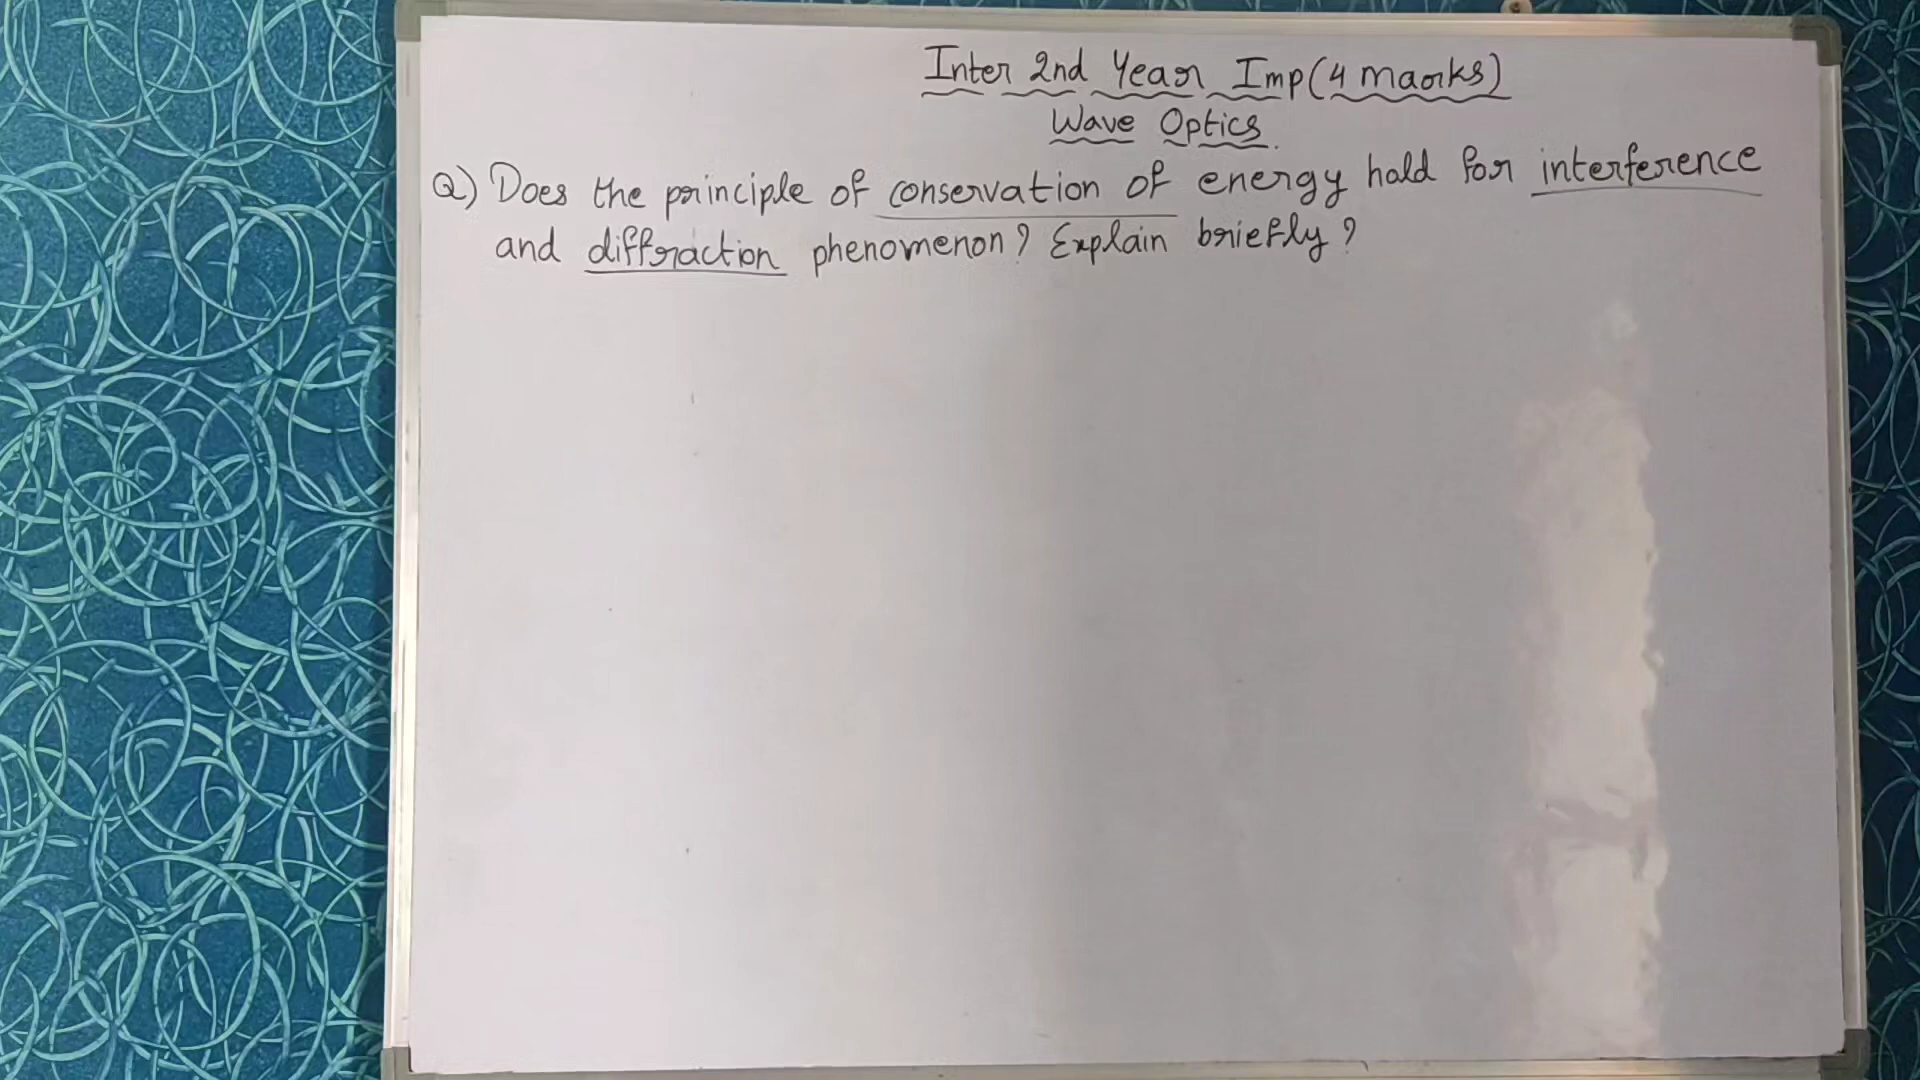 Inter 2nd Year Imp(4 marks)
Wave Optics.
Q) Does the principle of conservation of energy hold for interference
and diffraction phenomenon? Explain briefly?